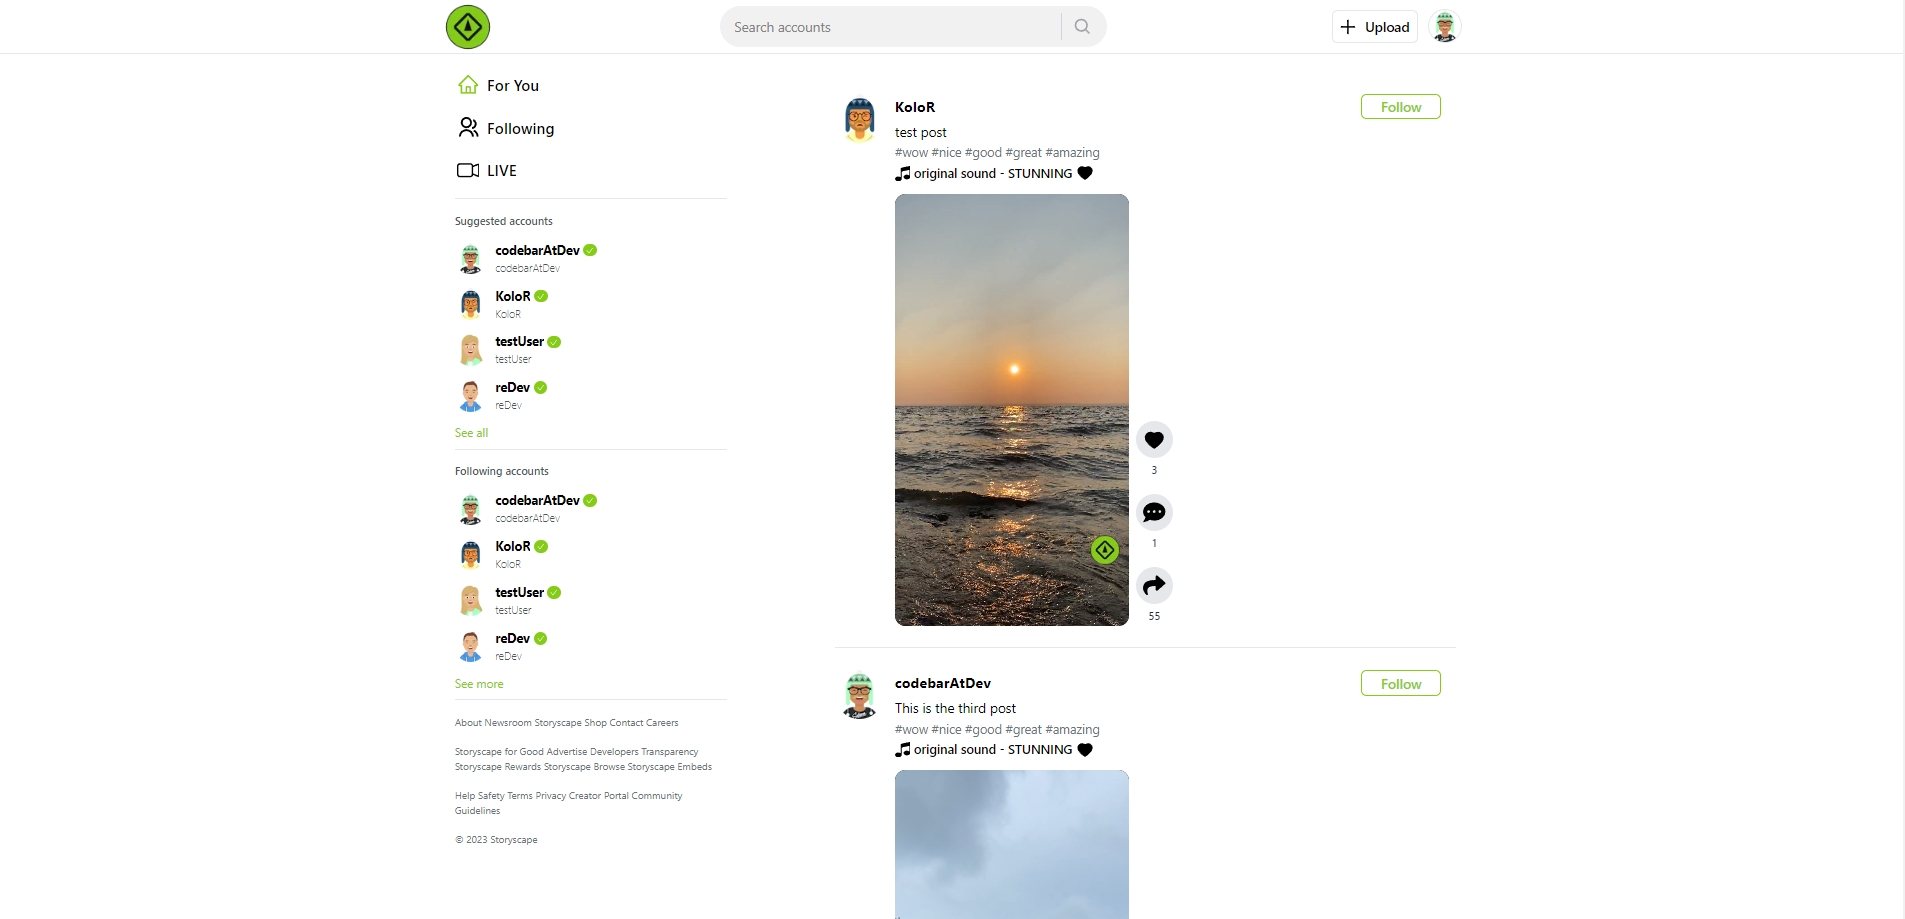 Search accounts
Upload
For You
Following
LIVE
Suggested accounts
codebarAtDev
codebarAtDev
KoloR
KoloR
testUser
testUser
reDev
reDev
See all
Following accounts
codebarAtDev
codebarAtDev
KoloR
KoloR
testUser
testUser
reDev
reDev
See more
About Newsroom Storyscape Shop Contact Careers
Storyscape for Good Advertise Developers Transparency
Storyscape Rewards Storyscape Browse Storyscape Embeds
Help Safety Terms Privacy Creator Portal Community
Guidelines
© 2023 Storyscape
KoloR
Follow
test post
#wow #nice #good #great #amazing
original sound - STUNNING
3
1
55
codebarAtDev
Follow
This is the third post
#wow #nice #good #great #amazing
original sound - STUNNING